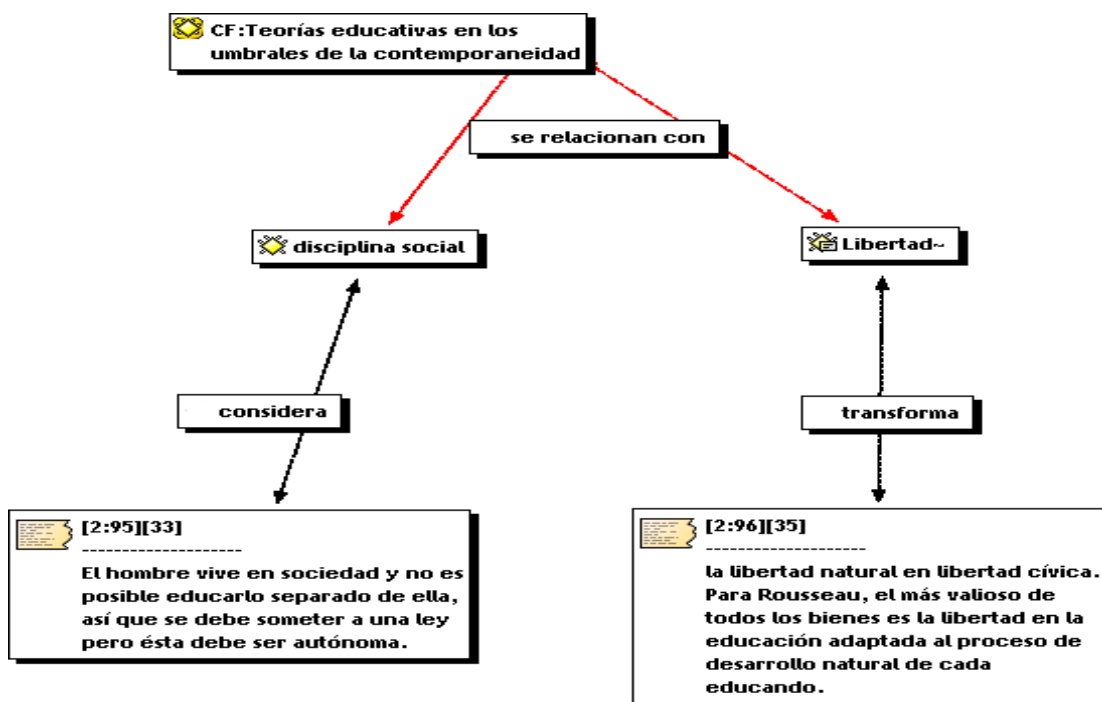 CF:Teorías educativas en los
umbrales de la contemporaneidad
se relacionan con
disciplina social
Libertad~
considera
transforma
[2:95][33]
--------------------
El hombre vive en sociedad y no es
posible educarlo separado de ella,
así que se debe someter a una ley
pero ésta debe ser autónoma.
[2:96][35]
--------------------
la libertad natural en libertad cívica.
Para Rousseau, el más valioso de
todos los bienes es la libertad en la
educación adaptada al proceso de
desarrollo natural de cada
educando.